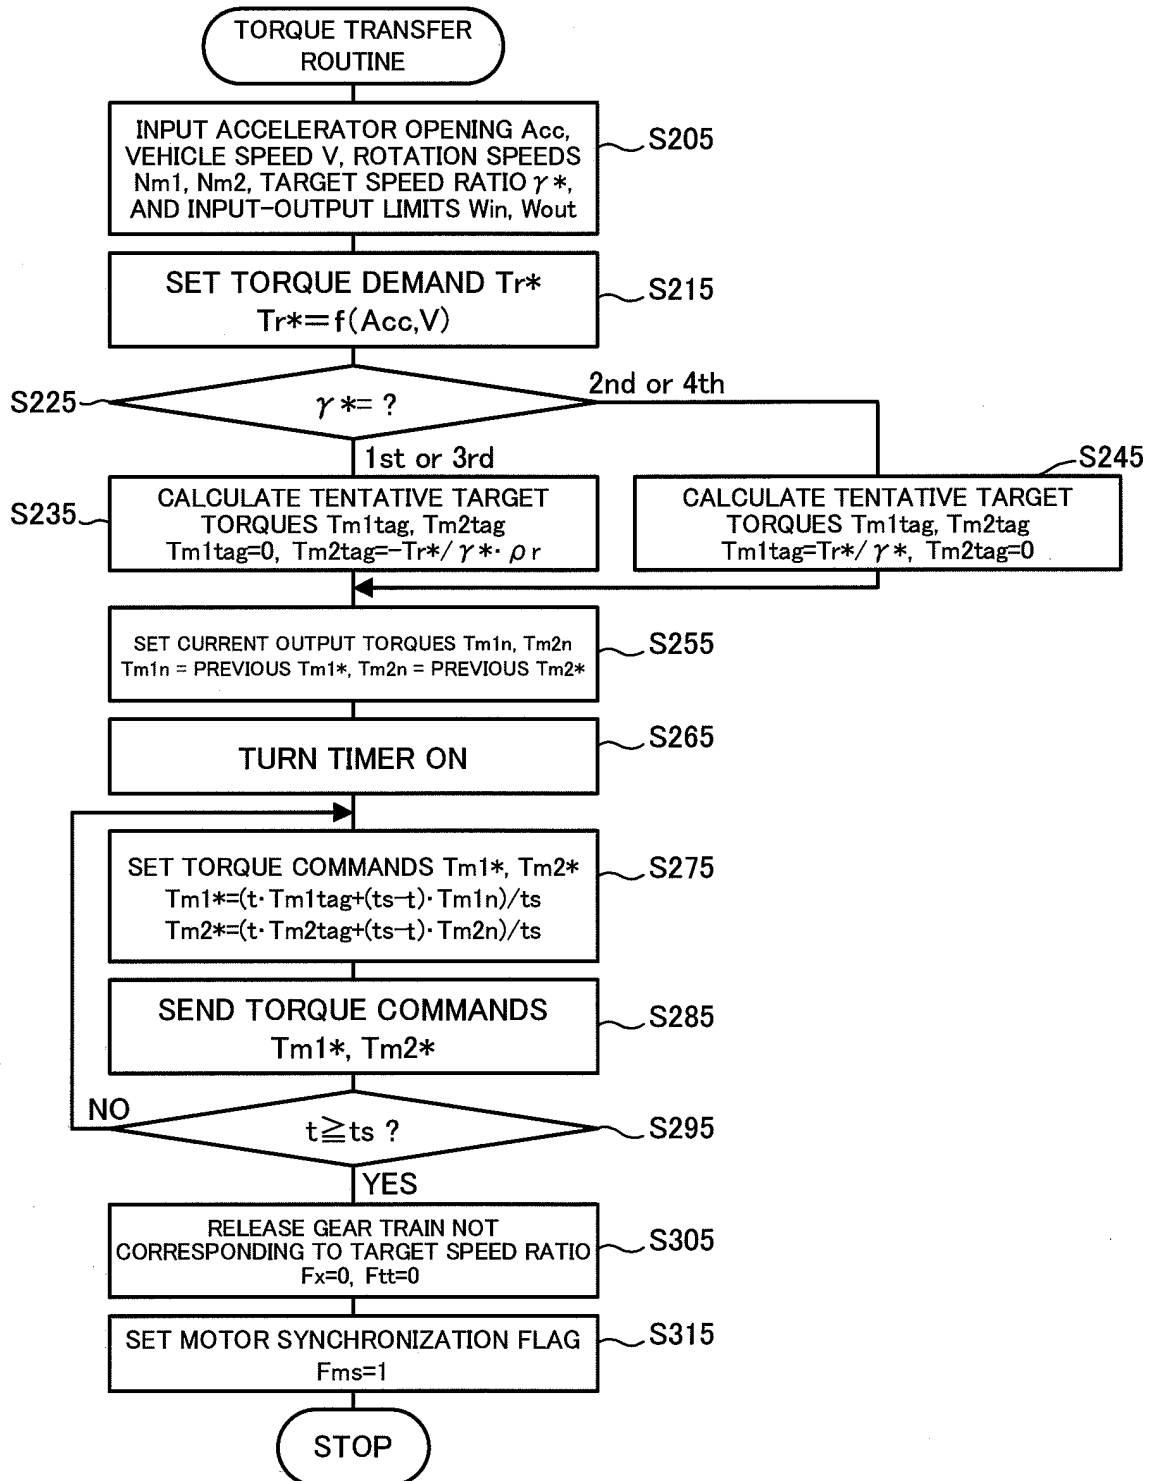 TORQUE TRANSFER
ROUTINE
INPUT ACCELERATOR OPENING Acc,
VEHICLE SPEED V, ROTATION SPEEDS
Nm1, Nm2, TARGET SPEED RATIO γ*,
AND INPUT-OUTPUT LIMITS Win, Wout
S205
SET TORQUE DEMAND Tr*
Tr*=f(Acc,V)
S215
S225
γ*= ?
2nd or 4th
1st or 3rd
S235
CALCULATE TENTATIVE TARGET
TORQUES Tm1tag, Tm2tag
Tm1tag=0, Tm2tag=-Tr*/γ*·ρr
S245
CALCULATE TENTATIVE TARGET
TORQUES Tm1tag, Tm2tag
Tm1tag=Tr*/γ*, Tm2tag=0
SET CURRENT OUTPUT TORQUES Tm1n, Tm2n
Tm1n = PREVIOUS Tm1*, Tm2n = PREVIOUS Tm2*
S255
TURN TIMER ON
S265
SET TORQUE COMMANDS Tm1*, Tm2*
Tm1*=(t·Tm1tag+(ts-t)·Tm1n)/ts
Tm2*=(t·Tm2tag+(ts-t)·Tm2n)/ts
S275
SEND TORQUE COMMANDS
Tm1*, Tm2*
S285
NO
t≧ts ?
S295
YES
RELEASE GEAR TRAIN NOT
CORRESPONDING TO TARGET SPEED RATIO
Fx=0, Ftt=0
S305
SET MOTOR SYNCHRONIZATION FLAG
Fms=1
S315
STOP